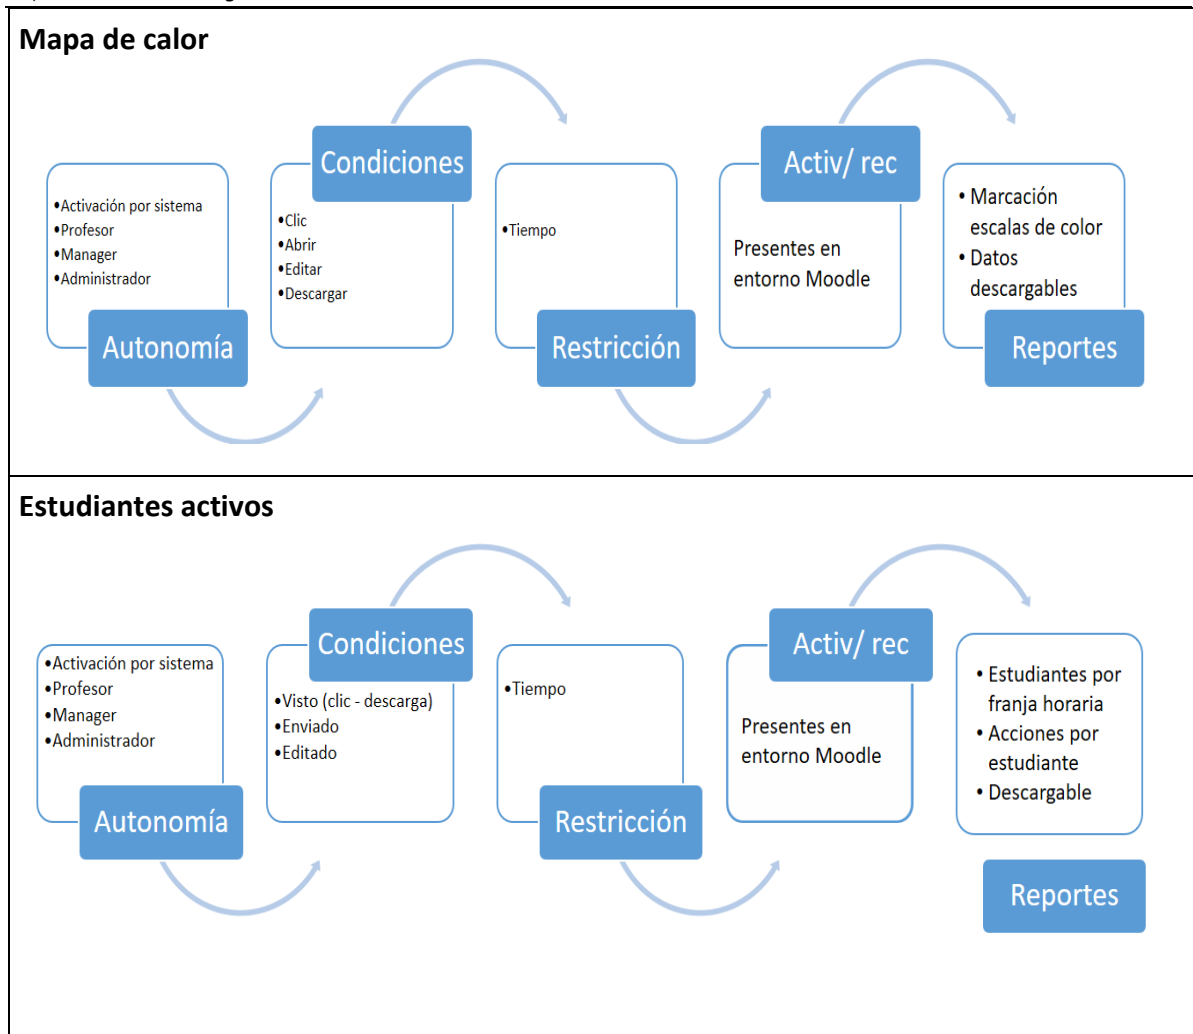 Mapa de calor
•Activación por sistema
•Profesor
•Manager
•Administrador
Autonomía
Condiciones
•Clic
•Abrir
•Editar
•Descargar
•Tiempo
Restricción
Activ/ rec
Presentes en
entorno Moodle
• Marcación
escalas de color
• Datos
descargables
Reportes
Estudiantes activos
•Activación por sistema
•Profesor
•Manager
•Administrador
Autonomía
Condiciones
•Visto (clic - descarga)
•Enviado
•Editado
•Tiempo
Restricción
Activ/ rec
Presentes en
entorno Moodle
• Estudiantes por
franja horaria
• Acciones por
estudiante
• Descargable
Reportes